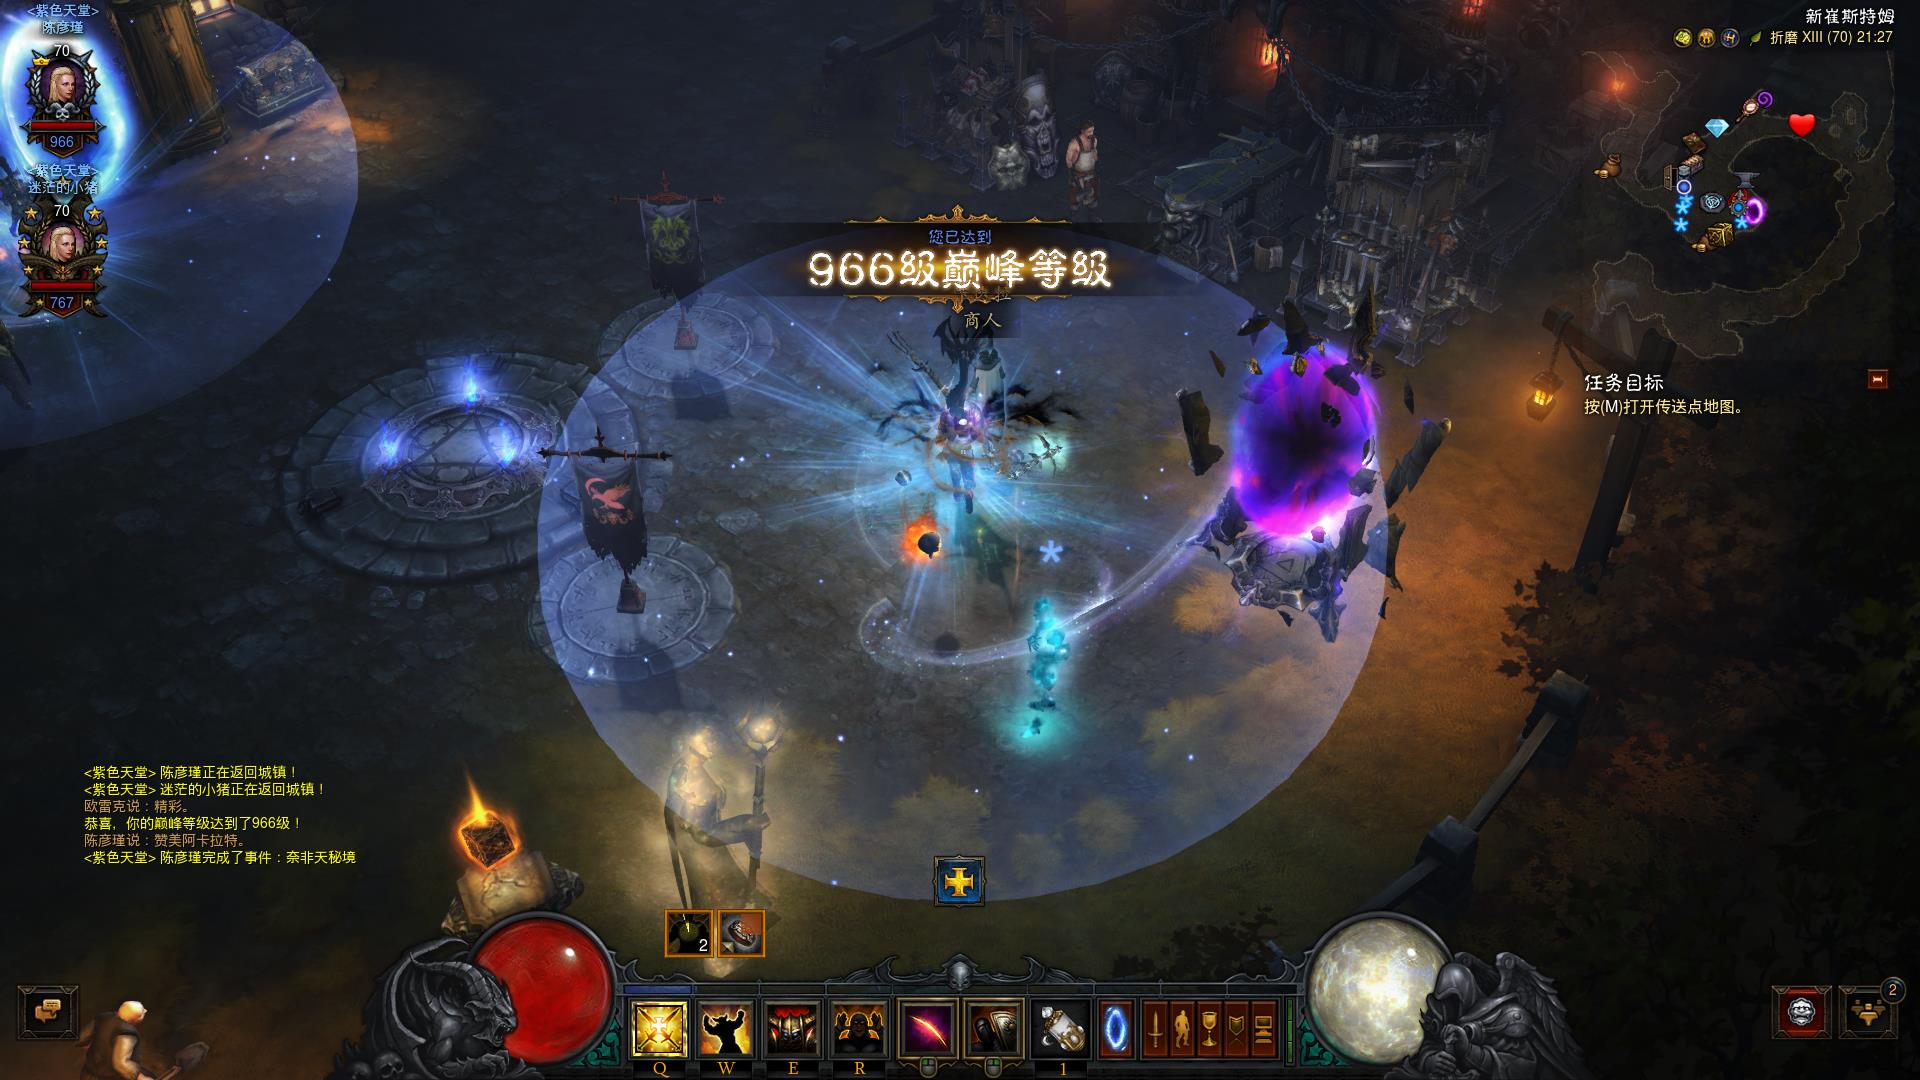 <紫色天堂>
陈彦瑾
70
966
<紫色天堂>
迷茫的小猪
70
767
新崔斯特姆
折磨 XIII (70) 21:27
您已达到
966级巅峰等级
商人
任务目标
按(M)打开传送点地图。
<紫色天堂> 陈彦瑾正在返回城镇！
<紫色天堂> 迷茫的小猪正在返回城镇！
欧雷克说：精彩。
恭喜，你的巅峰等级达到了966级！
陈彦瑾说：赞美阿卡拉特。
<紫色天堂> 陈彦瑾完成了事件：奈非天秘境
2
2
Q
W
E
R
1